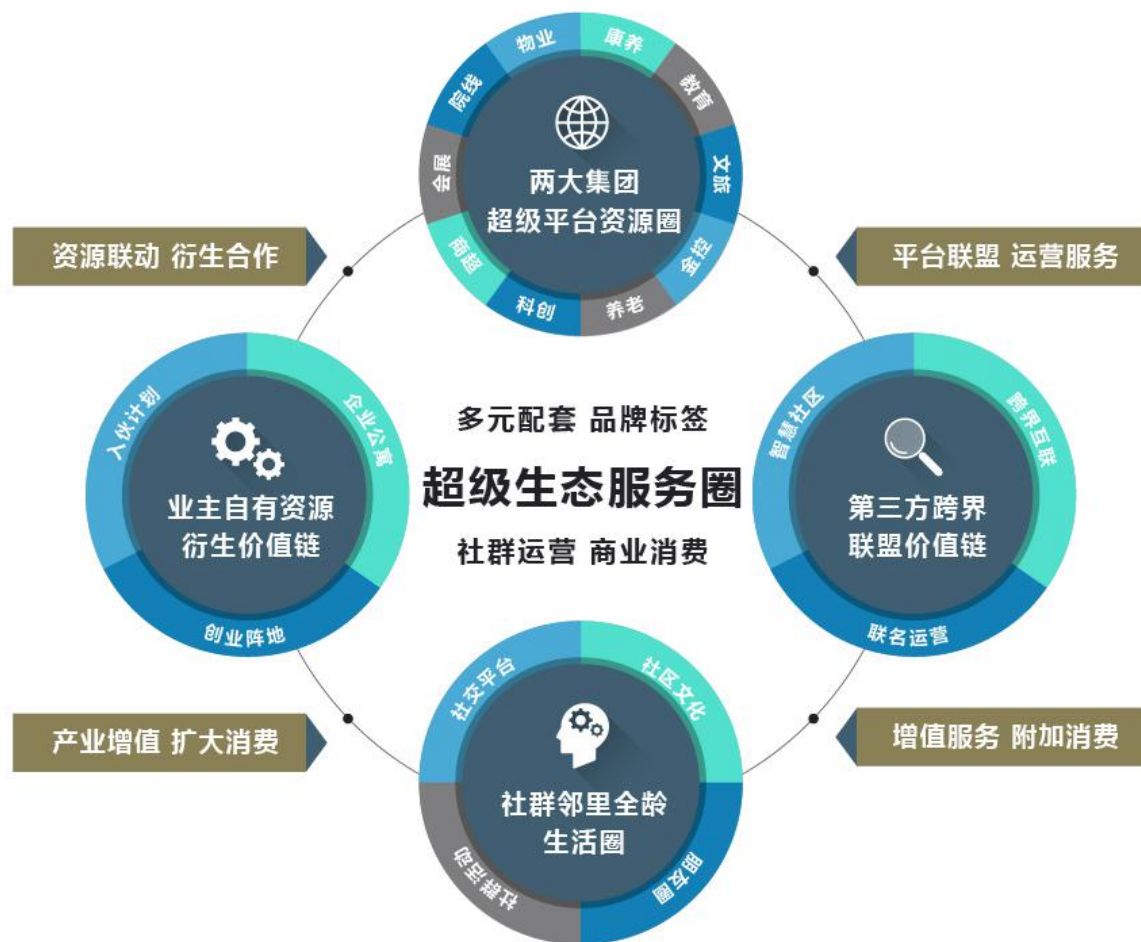 物业
康养
教育
文旅
金控
养老
科创
商超
会展
院线
两大集团
超级平台资源圈
资源联动 衍生合作
平台联盟 运营服务
入伙计划
企业公寓
创业阵地
业主自有资源
衍生价值链
多元配套 品牌标签
超级生态服务圈
社群运营 商业消费
智慧社区
跨界互联
联名运营
第三方跨界
联盟价值链
产业增值 扩大消费
增值服务 附加消费
社交平台
社区文化
朋友圈
社群活动
社群邻里全龄
生活圈